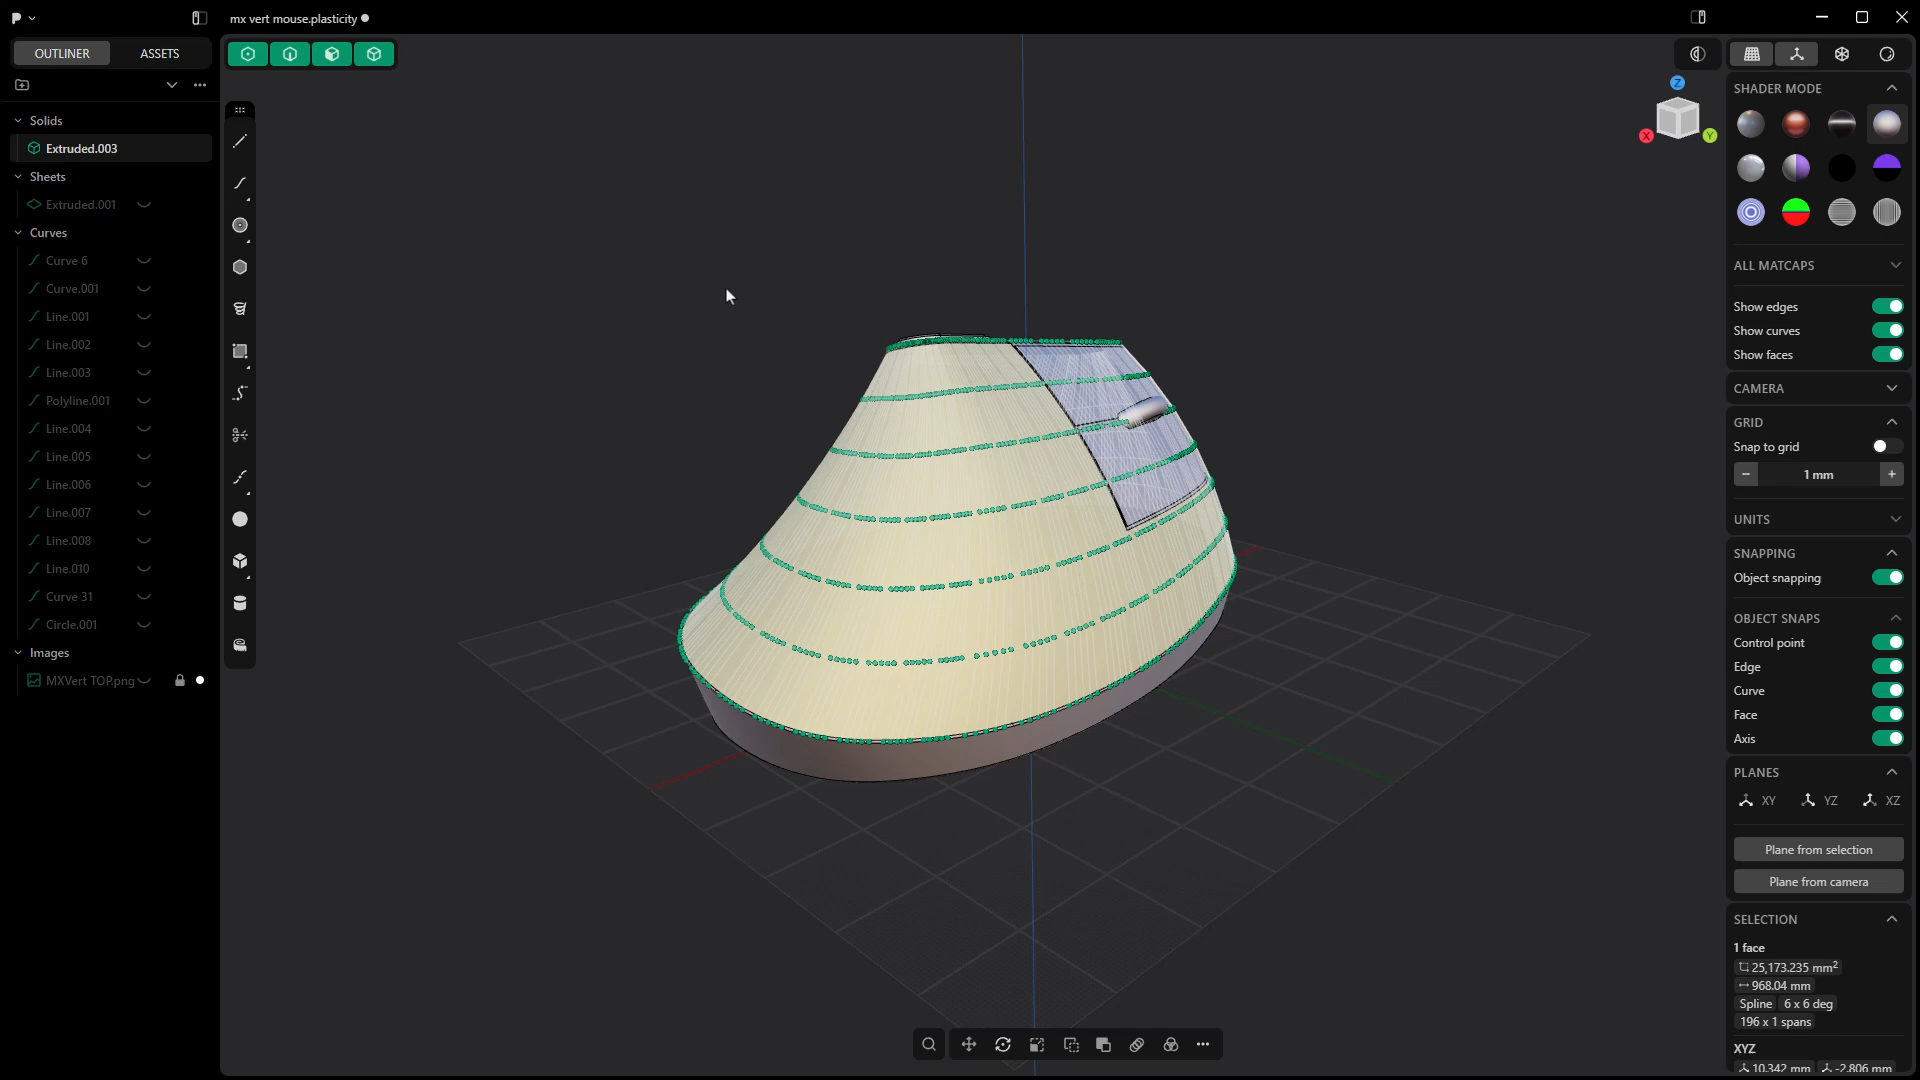 mx vert mouse.plasticity
OUTLINER
ASSETS
Solids
Extruded.003
Sheets
Extruded.001
Curves
Curve 6
Curve.001
Line.001
Line.002
Line.003
Polyline.001
Line.004
Line.005
Line.006
Line.007
Line.008
Line.010
Curve 31
Circle.001
Images
MXVert TOP.png
Z
X
Y
SHADER MODE
ALL MATCAPS
Show edges
Show curves
Show faces
CAMERA
GRID
Snap to grid
− 1 mm +
UNITS
SNAPPING
Object snapping
OBJECT SNAPS
Control point
Edge
Curve
Face
Axis
PLANES
XY YZ XZ
Plane from selection
Plane from camera
SELECTION
1 face
25,173.235 mm²
968.04 mm
Spline 6 x 6 deg
196 x 1 spans
XYZ
10.342 mm -2.806 mm